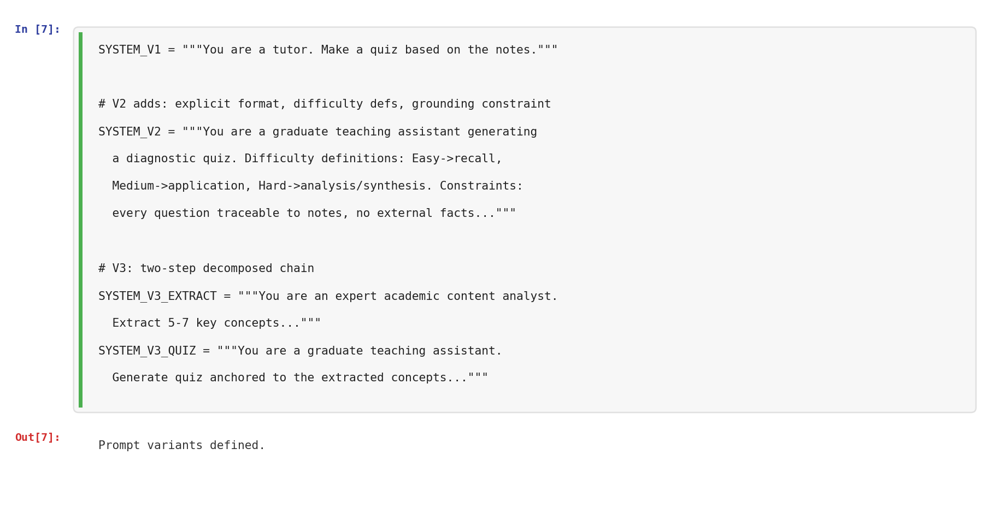 In [7]:
SYSTEM_V1 = """You are a tutor. Make a quiz based on the notes."""
# V2 adds: explicit format, difficulty defs, grounding constraint
SYSTEM_V2 = """You are a graduate teaching assistant generating
  a diagnostic quiz. Difficulty definitions: Easy->recall,
  Medium->application, Hard->analysis/synthesis. Constraints:
  every question traceable to notes, no external facts..."""
# V3: two-step decomposed chain
SYSTEM_V3_EXTRACT = """You are an expert academic content analyst.
  Extract 5-7 key concepts..."""
SYSTEM_V3_QUIZ = """You are a graduate teaching assistant.
  Generate quiz anchored to the extracted concepts..."""
Out[7]:
Prompt variants defined.